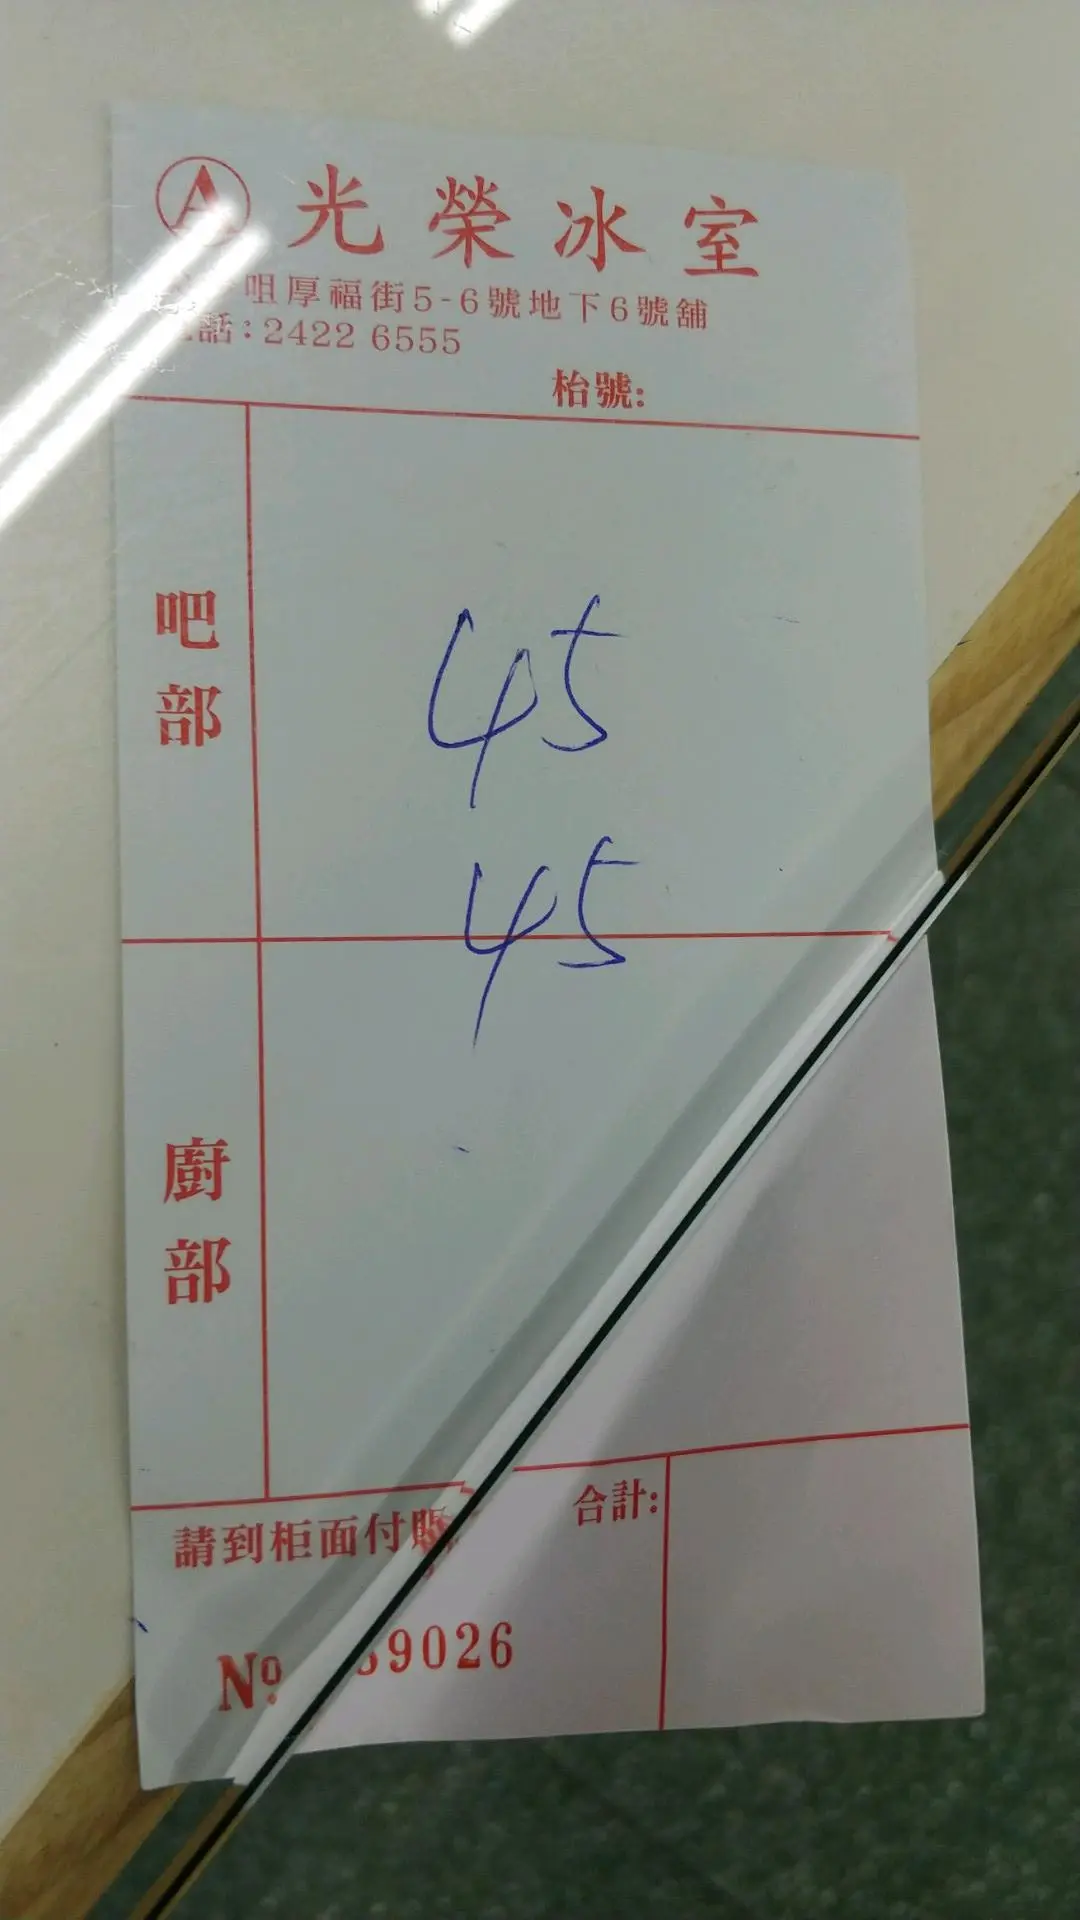 A 光榮冰室
咀厚福街5-6號地下6號舖
話:2422 6555
枱號:
吧部
45
45
廚部
合計:
請到柜面付賬
Nº 9026